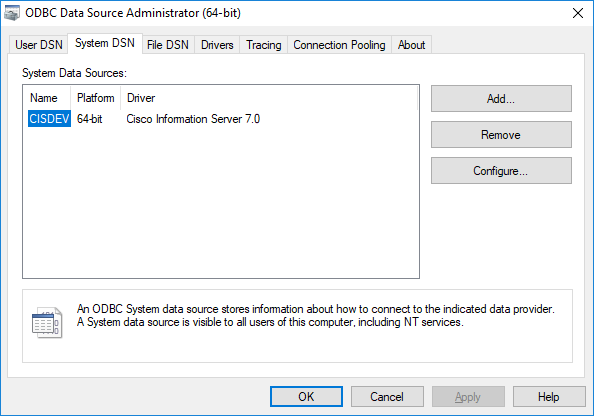 ODBC Data Source Administrator (64-bit)
User DSN System DSN File DSN Drivers Tracing Connection Pooling About
System Data Sources:
Name Platform Driver
CISDEV 64-bit Cisco Information Server 7.0
Add...
Remove
Configure...
An ODBC System data source stores information about how to connect to the indicated data provider.
A System data source is visible to all users of this computer, including NT services.
OK Cancel Apply Help